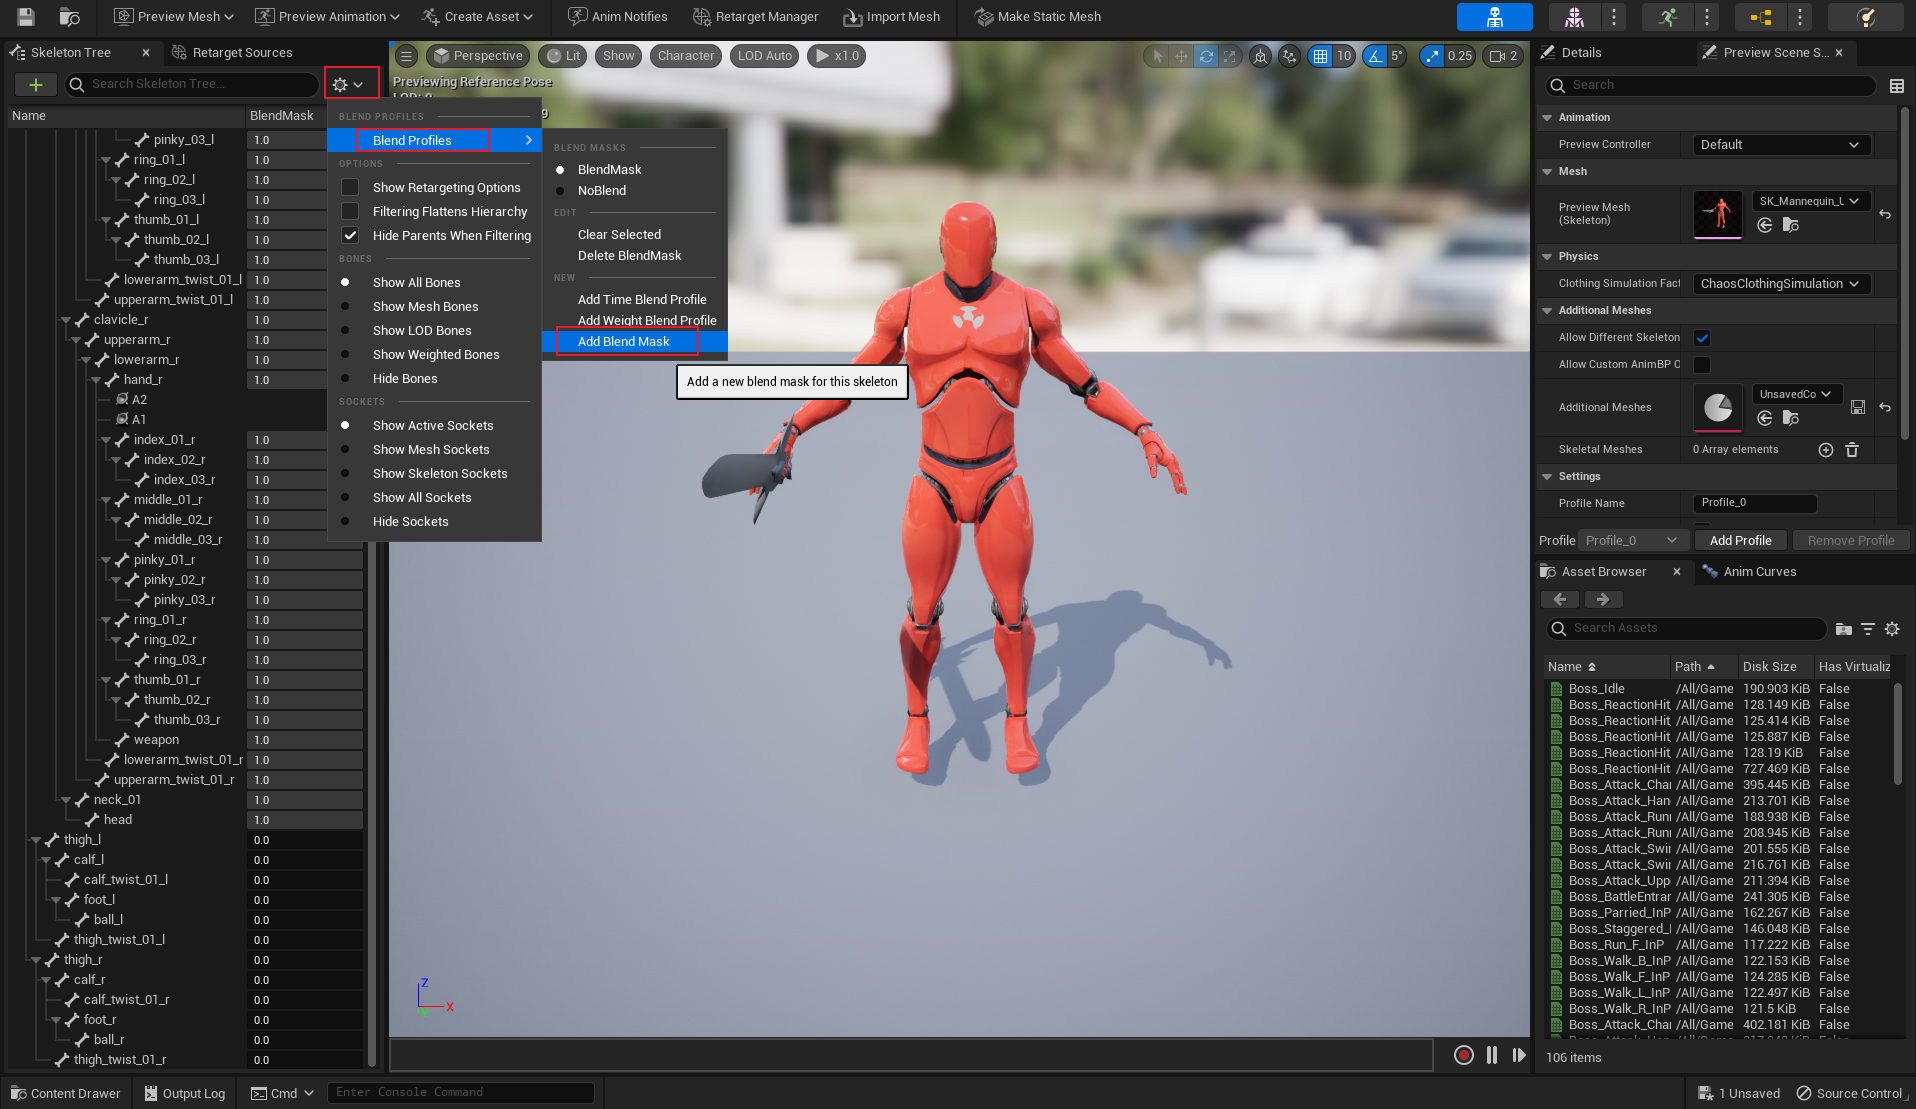 Preview Mesh
Preview Animation
Create Asset
Anim Notifies
Retarget Manager
Import Mesh
Make Static Mesh
Skeleton Tree
Retarget Sources
Search Skeleton Tree...
Name
BlendMask
pinky_03_l 1.0
ring_01_l 1.0
ring_02_l 1.0
ring_03_l 1.0
thumb_01_l 1.0
thumb_02_l 1.0
thumb_03_l 1.0
lowerarm_twist_01_l 1.0
upperarm_twist_01_l 1.0
clavicle_r 1.0
upperarm_r 1.0
lowerarm_r 1.0
hand_r 1.0
A2
A1
index_01_r 1.0
index_02_r 1.0
index_03_r 1.0
middle_01_r 1.0
middle_02_r 1.0
middle_03_r 1.0
pinky_01_r 1.0
pinky_02_r 1.0
pinky_03_r 1.0
ring_01_r 1.0
ring_02_r 1.0
ring_03_r 1.0
thumb_01_r 1.0
thumb_02_r 1.0
thumb_03_r 1.0
weapon 1.0
lowerarm_twist_01_r 1.0
upperarm_twist_01_r 1.0
neck_01 1.0
head 1.0
thigh_l 0.0
calf_l 0.0
calf_twist_01_l 0.0
foot_l 0.0
ball_l 0.0
thigh_twist_01_l 0.0
thigh_r 0.0
calf_r 0.0
calf_twist_01_r 0.0
foot_r 0.0
ball_r 0.0
thigh_twist_01_r 0.0
BLEND PROFILES
Blend Profiles
OPTIONS
Show Retargeting Options
Filtering Flattens Hierarchy
Hide Parents When Filtering
BONES
Show All Bones
Show Mesh Bones
Show LOD Bones
Show Weighted Bones
Hide Bones
SOCKETS
Show Active Sockets
Show Mesh Sockets
Show Skeleton Sockets
Show All Sockets
Hide Sockets
BLEND MASKS
BlendMask
NoBlend
EDIT
Clear Selected
Delete BlendMask
NEW
Add Time Blend Profile
Add Weight Blend Profile
Add Blend Mask
Add a new blend mask for this skeleton
Perspective
Lit
Show
Character
LOD Auto
x1.0
10
5°
0.25
2
Previewing Reference Pose
9
Z
X
Y
Details
Preview Scene S...
Search
Animation
Preview Controller
Default
Mesh
Preview Mesh
(Skeleton)
SK_Mannequin_U
Physics
Clothing Simulation Fact
ChaosClothingSimulation
Additional Meshes
Allow Different Skeleton
Allow Custom AnimBP O
Additional Meshes
UnsavedCo
Skeletal Meshes
0 Array elements
Settings
Profile Name
Profile_0
Profile
Profile_0
Add Profile
Remove Profile
Asset Browser
Anim Curves
Search Assets
Name Path Disk Size Has Virtualiz
Boss_Idle /All/Game 190.903 KiB False
Boss_ReactionHit /All/Game 128.149 KiB False
Boss_ReactionHit /All/Game 125.414 KiB False
Boss_ReactionHit /All/Game 125.887 KiB False
Boss_ReactionHit /All/Game 128.19 KiB False
Boss_ReactionHit /All/Game 727.469 KiB False
Boss_Attack_Chai /All/Game 395.445 KiB False
Boss_Attack_Han /All/Game 213.701 KiB False
Boss_Attack_Runi /All/Game 188.938 KiB False
Boss_Attack_Runi /All/Game 208.945 KiB False
Boss_Attack_Swi /All/Game 201.555 KiB False
Boss_Attack_Swi /All/Game 216.761 KiB False
Boss_Attack_Upp /All/Game 211.394 KiB False
Boss_BattleEntrar /All/Game 241.305 KiB False
Boss_Parried_InP /All/Game 162.267 KiB False
Boss_Staggered_I /All/Game 146.048 KiB False
Boss_Run_F_InP /All/Game 117.222 KiB False
Boss_Walk_B_InP /All/Game 122.153 KiB False
Boss_Walk_F_InP /All/Game 124.285 KiB False
Boss_Walk_L_InP /All/Game 122.497 KiB False
Boss_Walk_R_InP /All/Game 121.5 KiB False
Boss_Attack_Chai /All/Game 402.181 KiB False
106 items
Content Drawer
Output Log
Cmd
Enter Console Command
1 Unsaved
Source Control